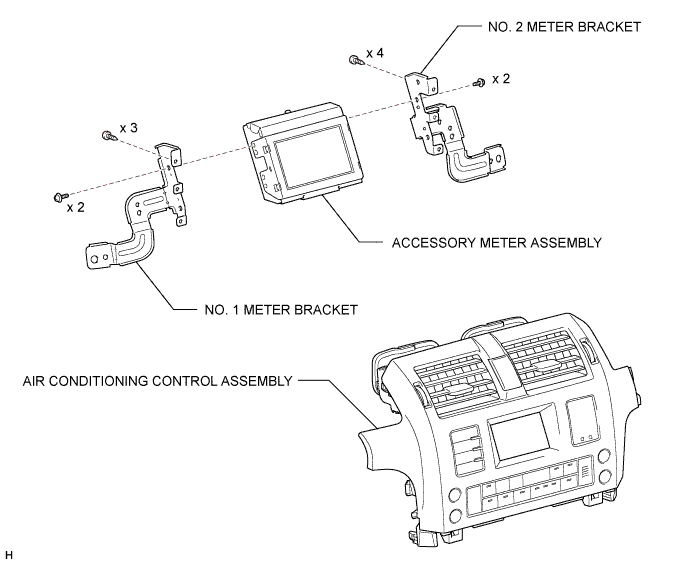 NO. 2 METER BRACKET
x 4
x 2
x 3
x 2
ACCESSORY METER ASSEMBLY
NO. 1 METER BRACKET
AIR CONDITIONING CONTROL ASSEMBLY
H